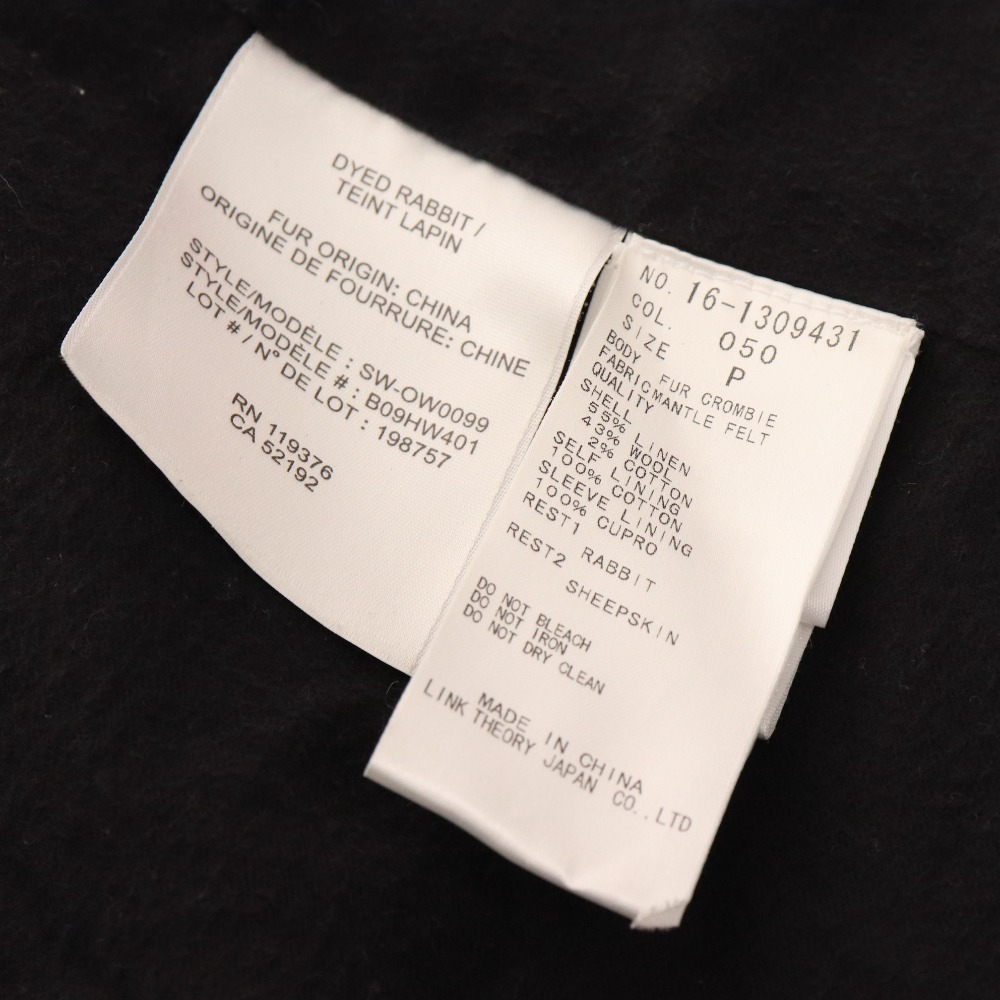 DYED RABBIT /
TEINT LAPIN
FUR ORIGIN: CHINA
ORIGINE DE FOURRURE: CHINE
STYLE/MODÈLE : SW-OW0099
STYLE/MODÈLE # : B09HW401
LOT # / N° DE LOT : 198757
RN 119376
CA 52192
NO. 16-1309431
COL. 050
SIZE P
BODY FUR CROMBIE
FABRIC MANTLE FELT
QUALITY
SHELL
55% LINEN
43% WOOL
2% COTTON
SELF LINING
100% COTTON
SLEEVE LINING
100% CUPRO
REST1 RABBIT
REST2 SHEEPSKIN
DO NOT BLEACH
DO NOT IRON
DO NOT DRY CLEAN
MADE IN CHINA
LINK THEORY JAPAN CO.,LTD